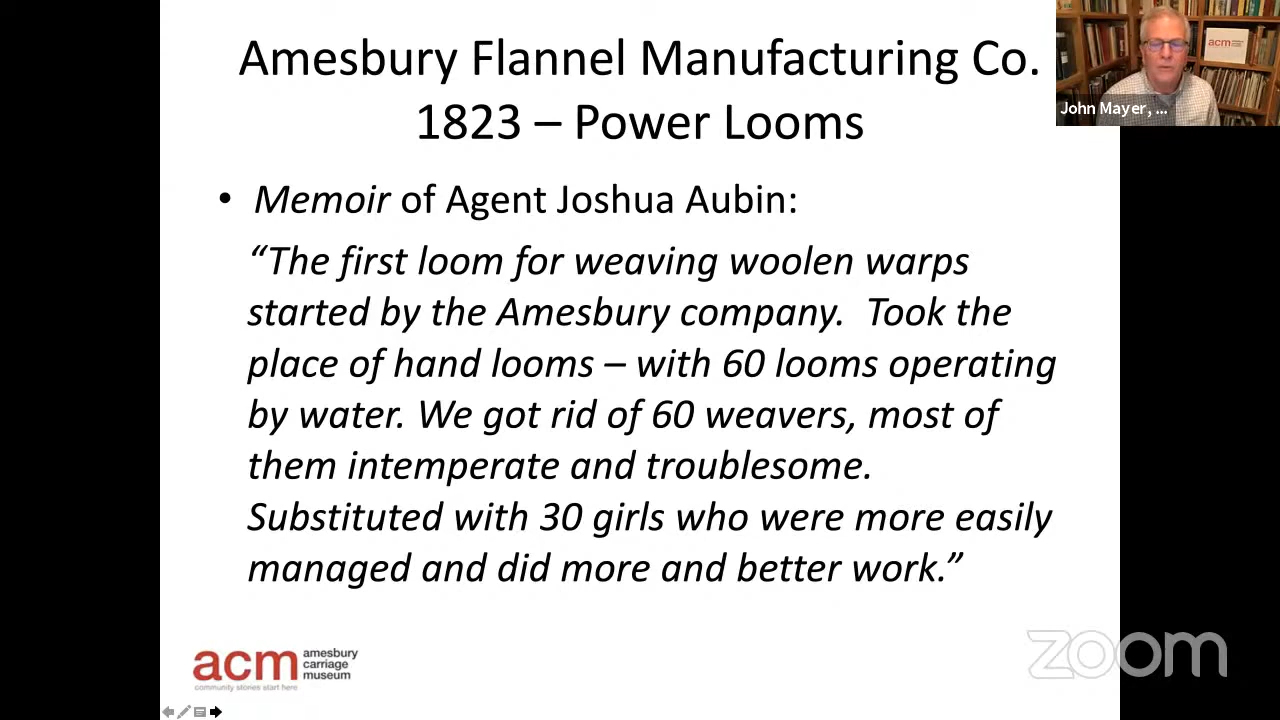 Amesbury Flannel Manufacturing Co.
1823 – Power Looms
• Memoir of Agent Joshua Aubin:
“The first loom for weaving woolen warps
started by the Amesbury company.  Took the
place of hand looms – with 60 looms operating
by water. We got rid of 60 weavers, most of
them intemperate and troublesome.
Substituted with 30 girls who were more easily
managed and did more and better work.”
acm
amesbury
carriage
museum
community stories start here
acm
John Mayer, ...
zoom